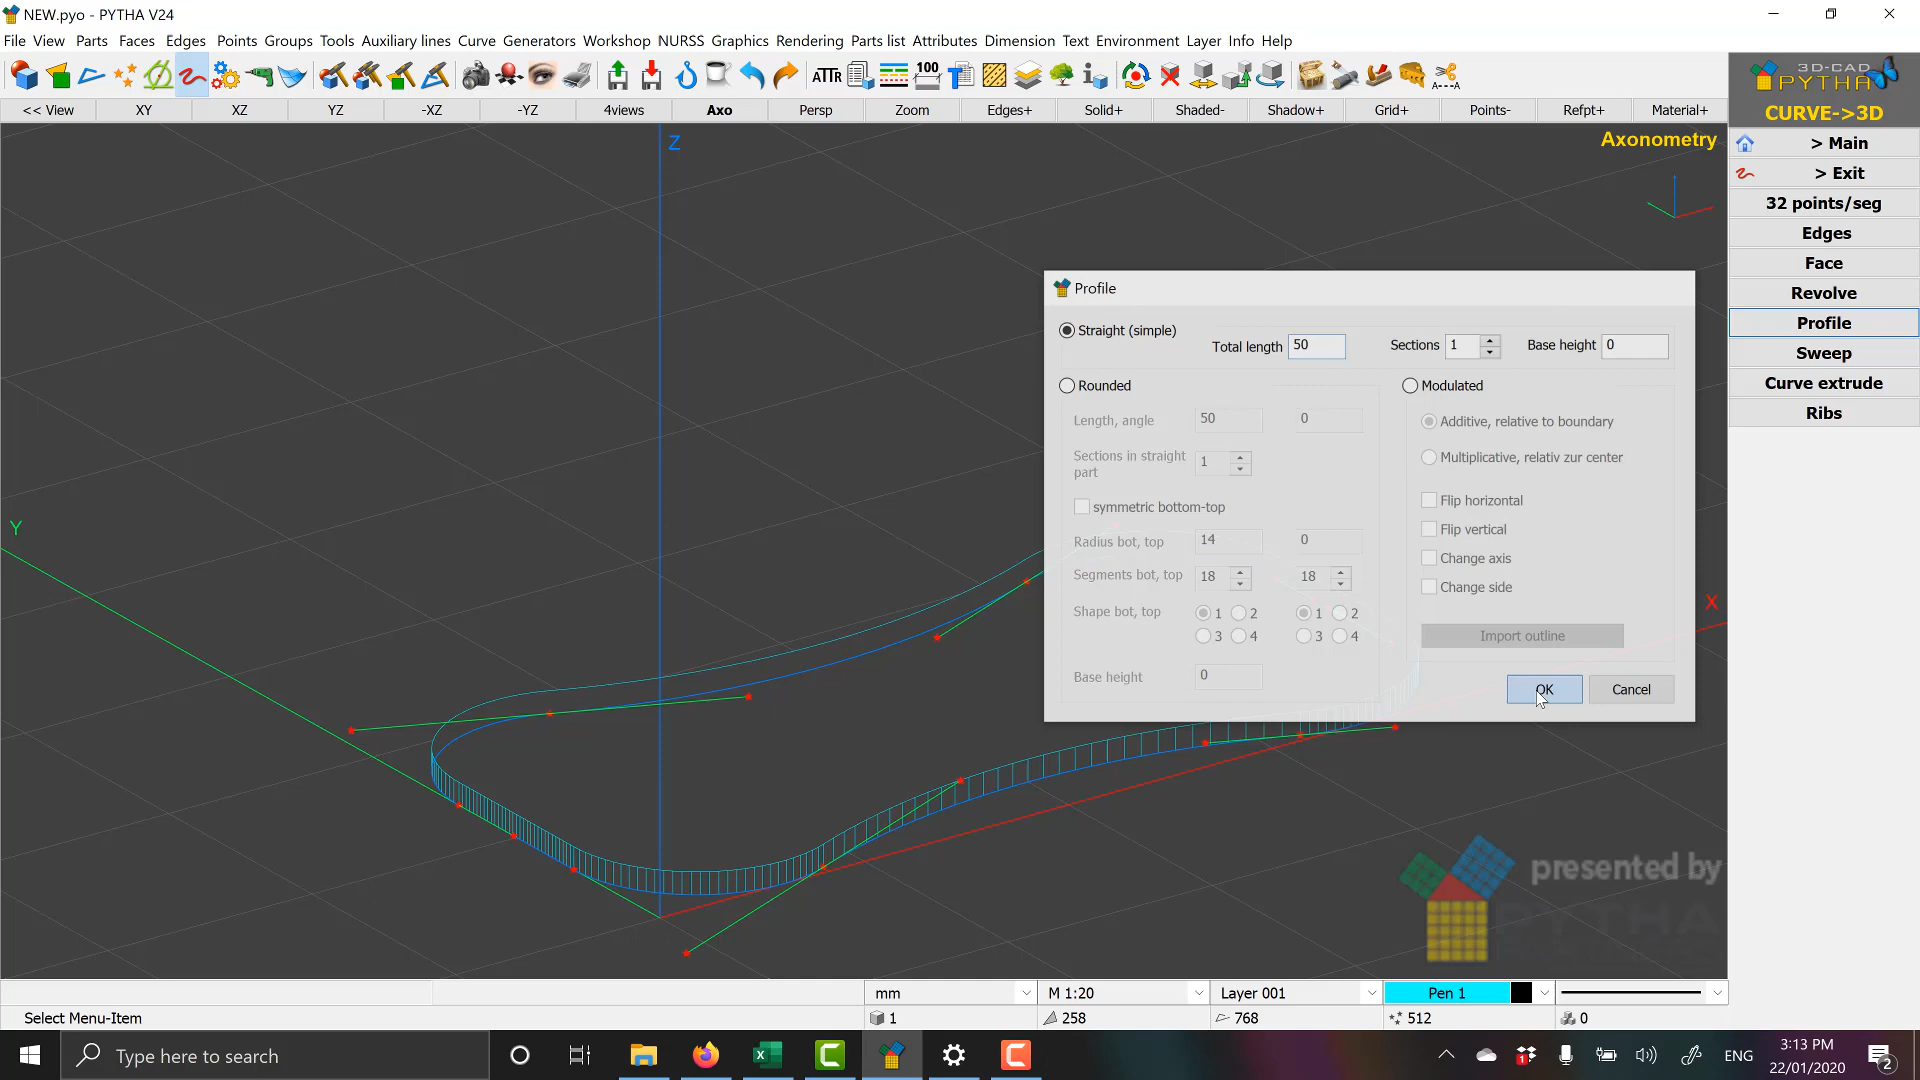 NEW.pyo - PYTHA V24
File View Parts Faces Edges Points Groups Tools Auxiliary lines Curve Generators Workshop NURSS Graphics Rendering Parts list Attributes Dimension Text Environment Layer Info Help
ATTR 100
<< View XY XZ YZ -XZ -YZ 4views Axo Persp Zoom Edges+ Solid+ Shaded- Shadow+ Grid+ Points- Refpt+ Material+
3D-CAD
PYTHA
CURVE->3D
> Main
> Exit
32 points/seg
Edges
Face
Revolve
Profile
Sweep
Curve extrude
Ribs
Axonometry
Z
Y
X
Profile
Straight (simple)
Total length 50 Sections 1 Base height 0
Rounded
Length, angle 50 0
Sections in straight part 1
symmetric bottom-top
Radius bot, top 14 0
Segments bot, top 18 18
Shape bot, top 1 2 1 2
3 4 3 4
Base height 0
Modulated
Additive, relative to boundary
Multiplicative, relativ zur center
Flip horizontal
Flip vertical
Change axis
Change side
Import outline
OK Cancel
presented by
PYTHA
mm M 1:20 Layer 001 Pen 1
Select Menu-Item 1 258 768 512 0
Type here to search
ENG
3:13 PM
22/01/2020
2